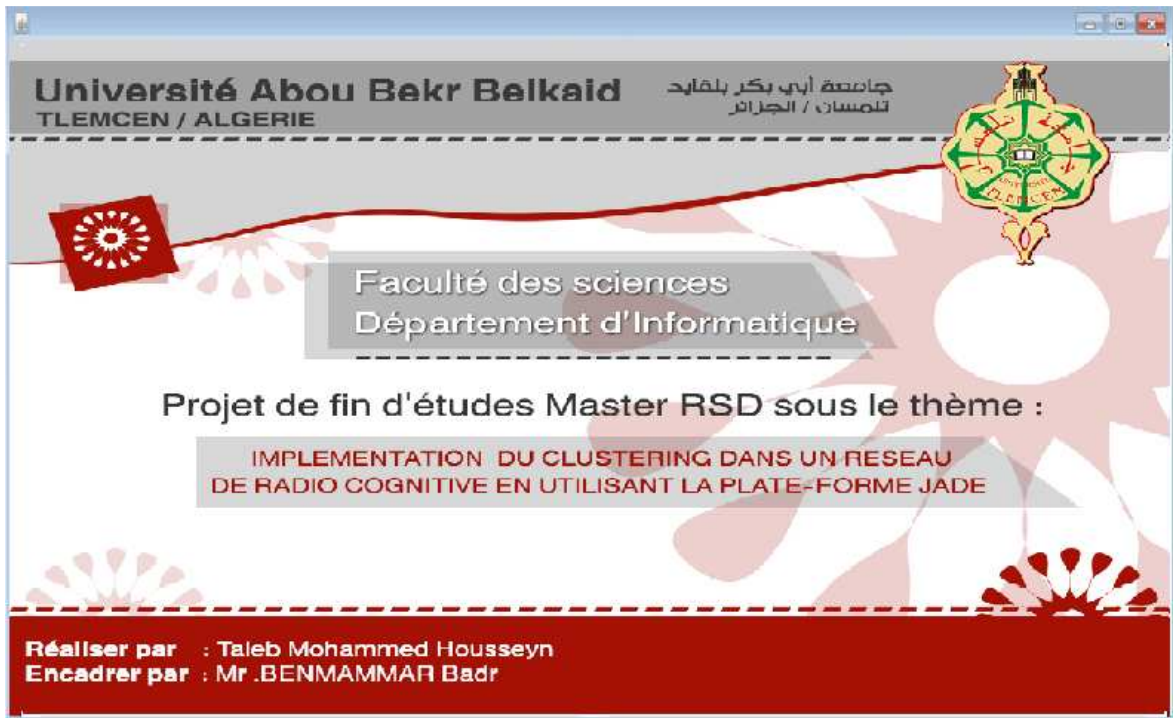 Université Abou Bekr Belkaid
TLEMCEN / ALGERIE
جامعة أبي بكر بلقايد
تلمسان / الجزائر
Faculté des sciences
Département d'Informatique
Projet de fin d'études Master RSD sous le thème :
IMPLEMENTATION DU CLUSTERING DANS UN RESEAU
DE RADIO COGNITIVE EN UTILISANT LA PLATE-FORME JADE
Réaliser par : Taleb Mohammed Housseyn
Encadrer par : Mr .BENMAMMAR Badr